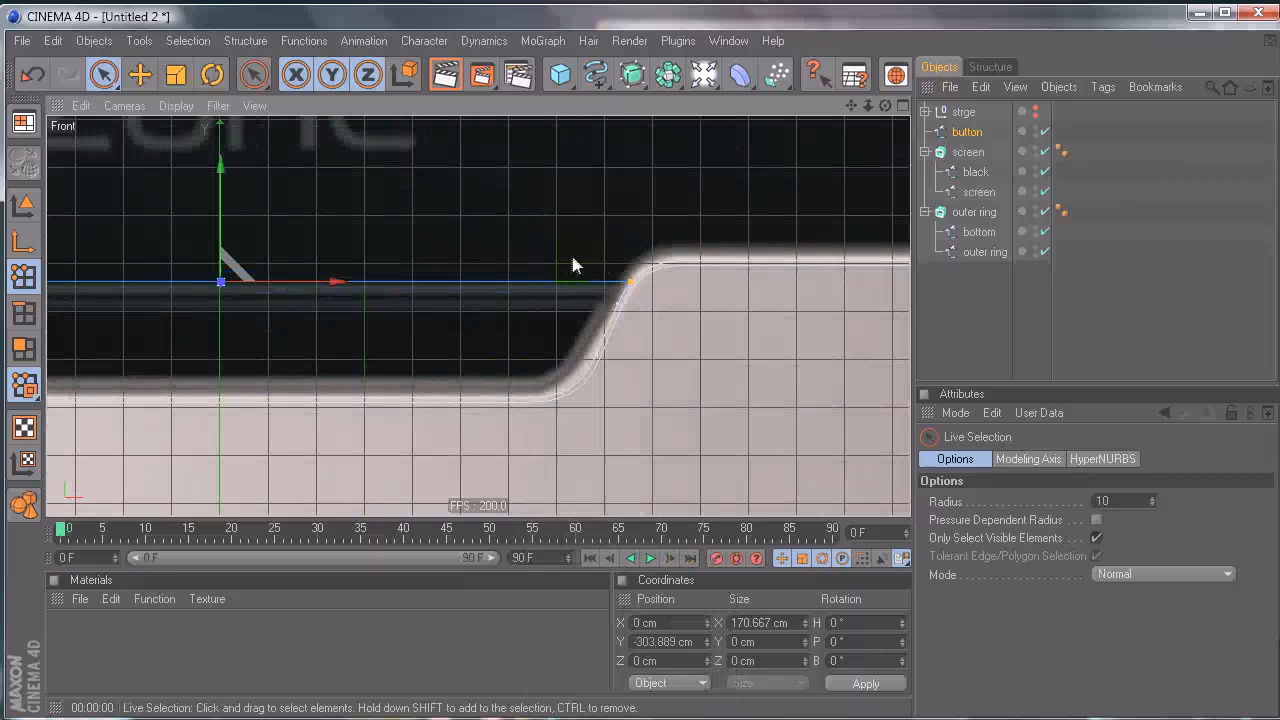 CINEMA 4D - [Untitled 2 *]
File Edit Objects Tools Selection Structure Functions Animation Character Dynamics MoGraph Hair Render Plugins Window Help
X Y Z
Objects Structure
Edit Cameras Display Filter View
File Edit View Objects Tags Bookmarks
Front
Y
strge
button
screen
black
screen
outer ring
bottom
outer ring
Attributes
Mode Edit User Data
Live Selection
Options Modeling Axis HyperNURBS
Options
Radius 10
Pressure Dependent Radius
Only Select Visible Elements
Tolerant Edge/Polygon Selection
Mode Normal
FPS : 200.0
0 5 10 15 20 25 30 35 40 45 50 55 60 65 70 75 80 85 90 0 F
0 F 0 F 90 F 90 F
Materials
File Edit Function Texture
Coordinates
Position Size Rotation
X 0 cm X 170.667 cm H 0 °
Y -303.889 cm Y 0 cm P 0 °
Z 0 cm Z 0 cm B 0 °
Object Size Apply
MAXON CINEMA 4D
00:00:00 Live Selection: Click and drag to select elements. Hold down SHIFT to add to the selection, CTRL to remove.